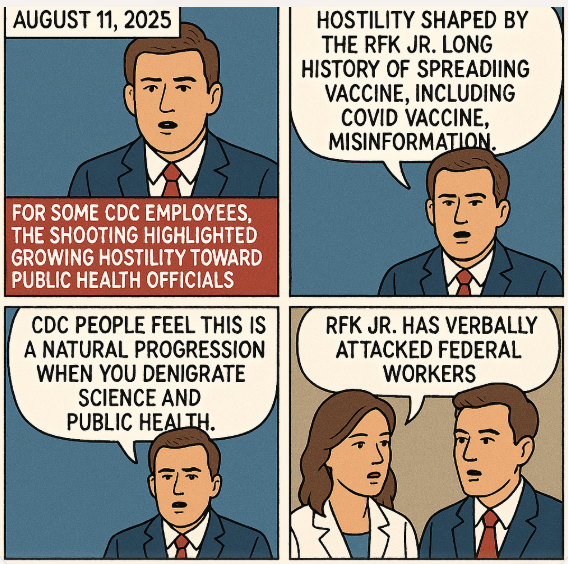 AUGUST 11, 2025
FOR SOME CDC EMPLOYEES,
THE SHOOTING HIGHLIGHTED
GROWING HOSTILITY TOWARD
PUBLIC HEALTH OFFICIALS
HOSTILITY SHAPED BY
THE RFK JR. LONG
HISTORY OF SPREADIING
VACCINE, INCLUDING
COVID VACCINE,
MISINFORMATION.
CDC PEOPLE FEEL THIS IS
A NATURAL PROGRESSION
WHEN YOU DENIGRATE
SCIENCE AND
PUBLIC HEALTH.
RFK JR. HAS VERBALLY
ATTACKED FEDERAL
WORKERS